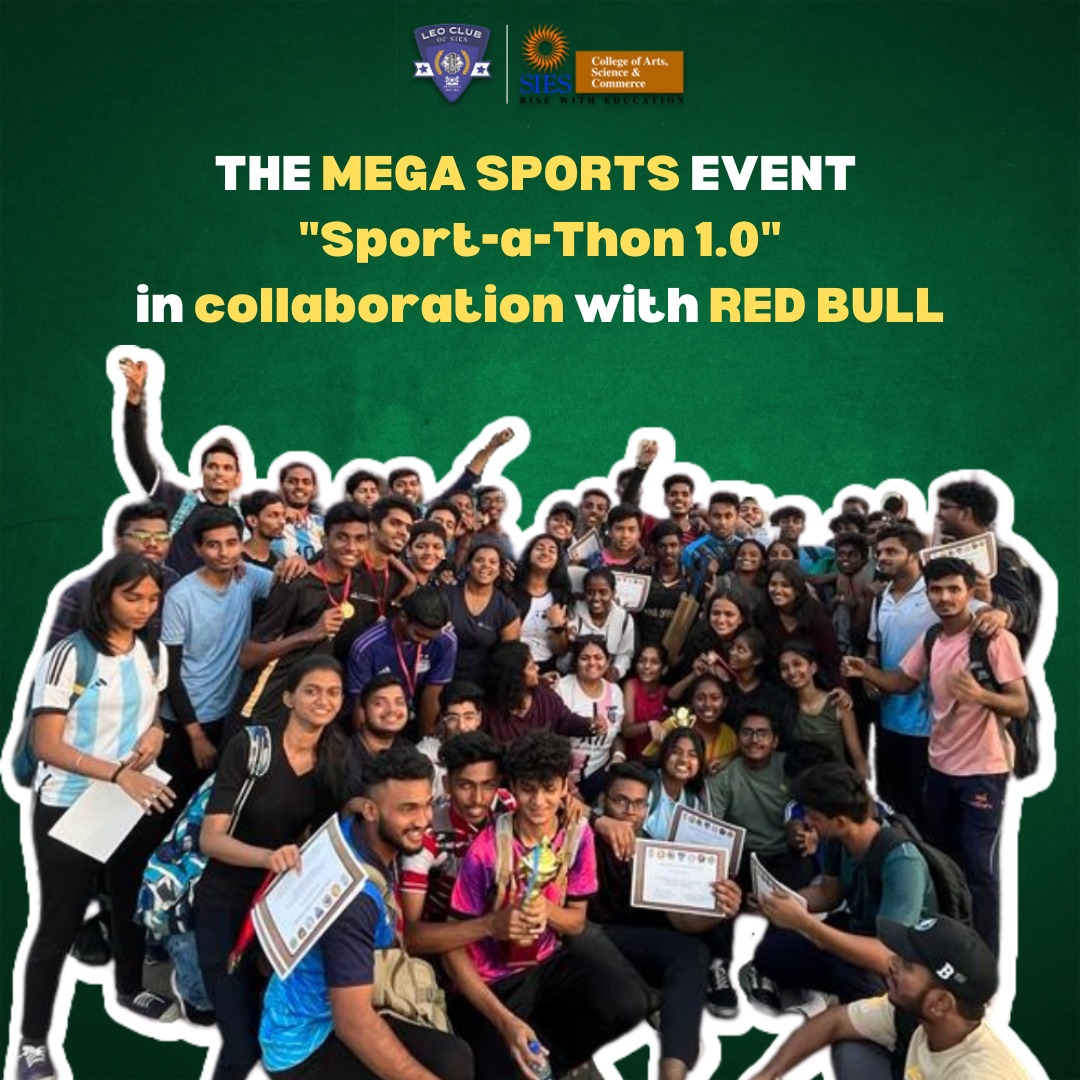 LEO CLUB
OF SIES
SIES
College of Arts,
Science &
Commerce
RISE WITH EDUCATION
THE MEGA SPORTS EVENT
"Sport-a-Thon 1.0"
in collaboration with RED BULL